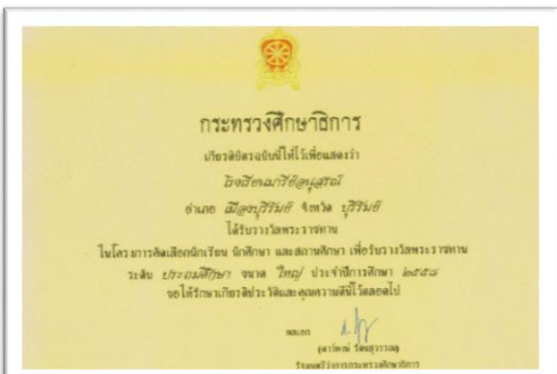 กระทรวงศึกษาธิการ
เกียรติบัตรฉบับนี้ให้ไว้เพื่อแสดงว่า
โรงเรียนมารีย์อนุสรณ์
อำเภอ เมืองบุรีรัมย์ จังหวัด บุรีรัมย์
ได้รับรางวัลพระราชทาน
ในโครงการคัดเลือกนักเรียน นักศึกษา และสถานศึกษา เพื่อรับรางวัลพระราชทาน
ระดับ ประถมศึกษา ขนาด ใหญ่ ประจำปีการศึกษา ๒๕๕๘
ขอให้รักษาเกียรติประวัติและคุณความดีนี้ไว้ตลอดไป
พลเอก
(ดาว์พงษ์ รัตนสุวรรณ)
รัฐมนตรีว่าการกระทรวงศึกษาธิการ